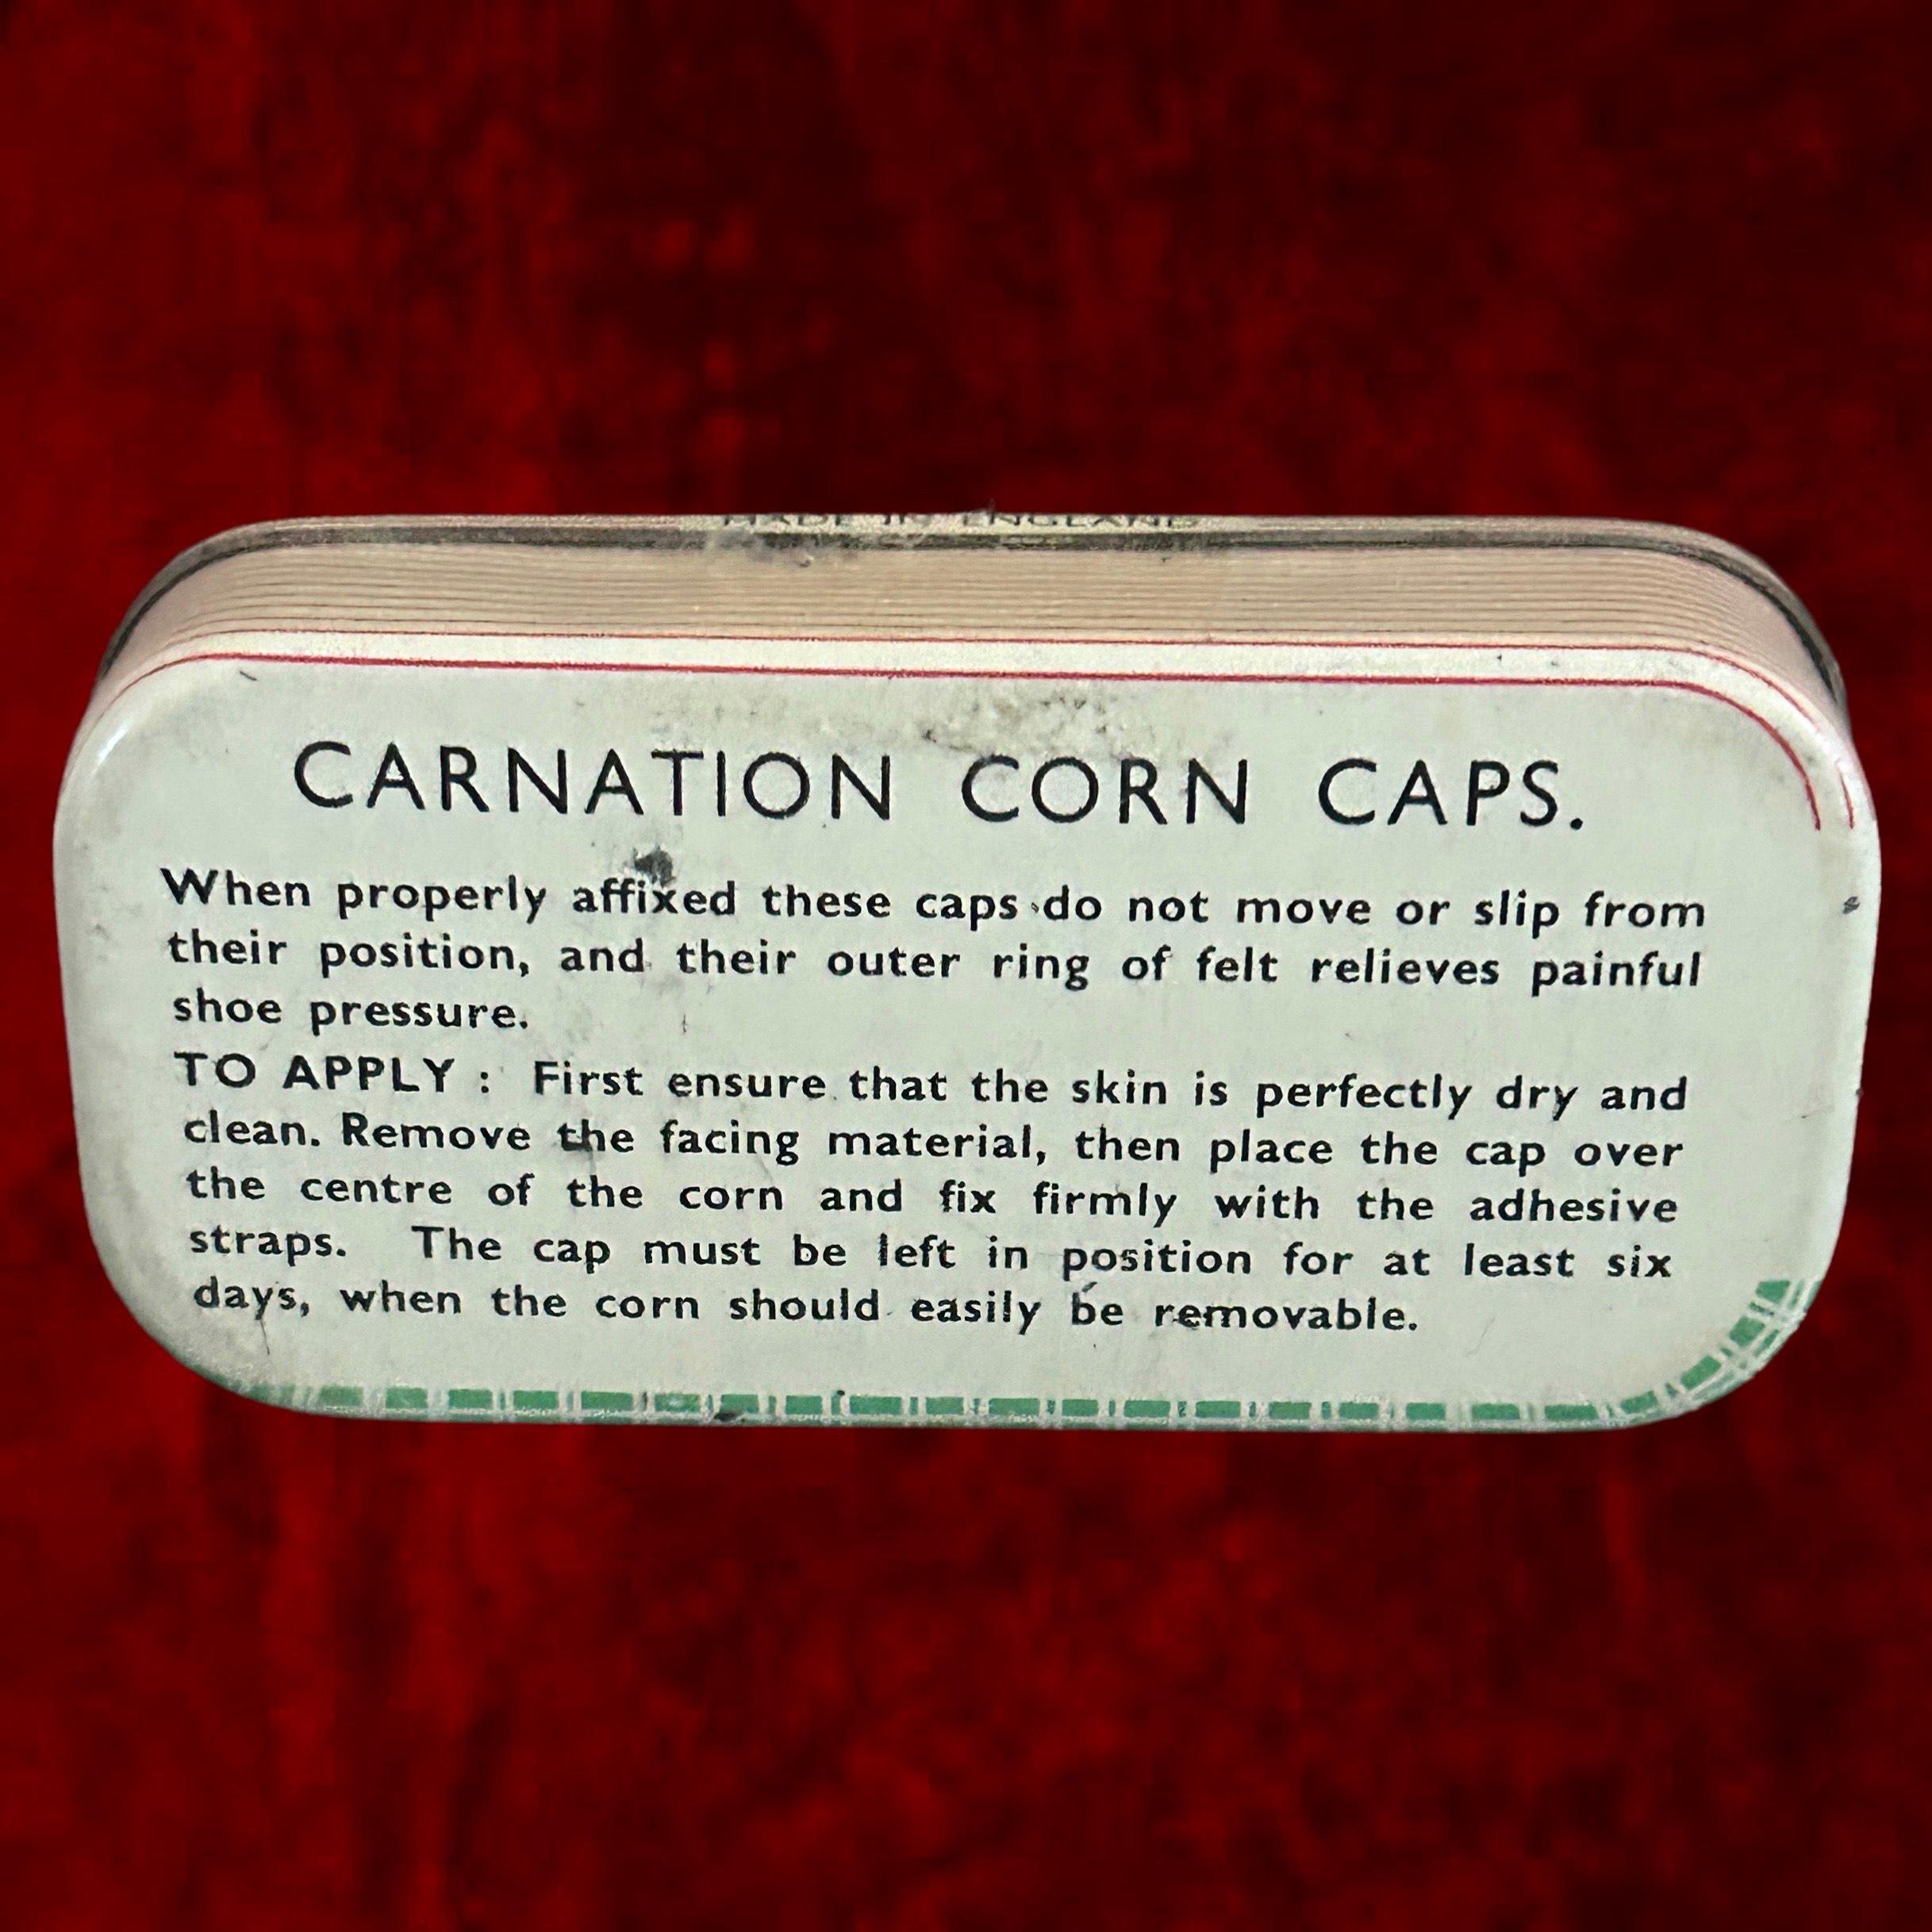 MADE IN ENGLAND
CARNATION CORN CAPS.
When properly affixed these caps do not move or slip from
their position, and their outer ring of felt relieves painful
shoe pressure.
TO APPLY : First ensure that the skin is perfectly dry and
clean. Remove the facing material, then place the cap over
the centre of the corn and fix firmly with the adhesive
straps. The cap must be left in position for at least six
days, when the corn should easily be removable.